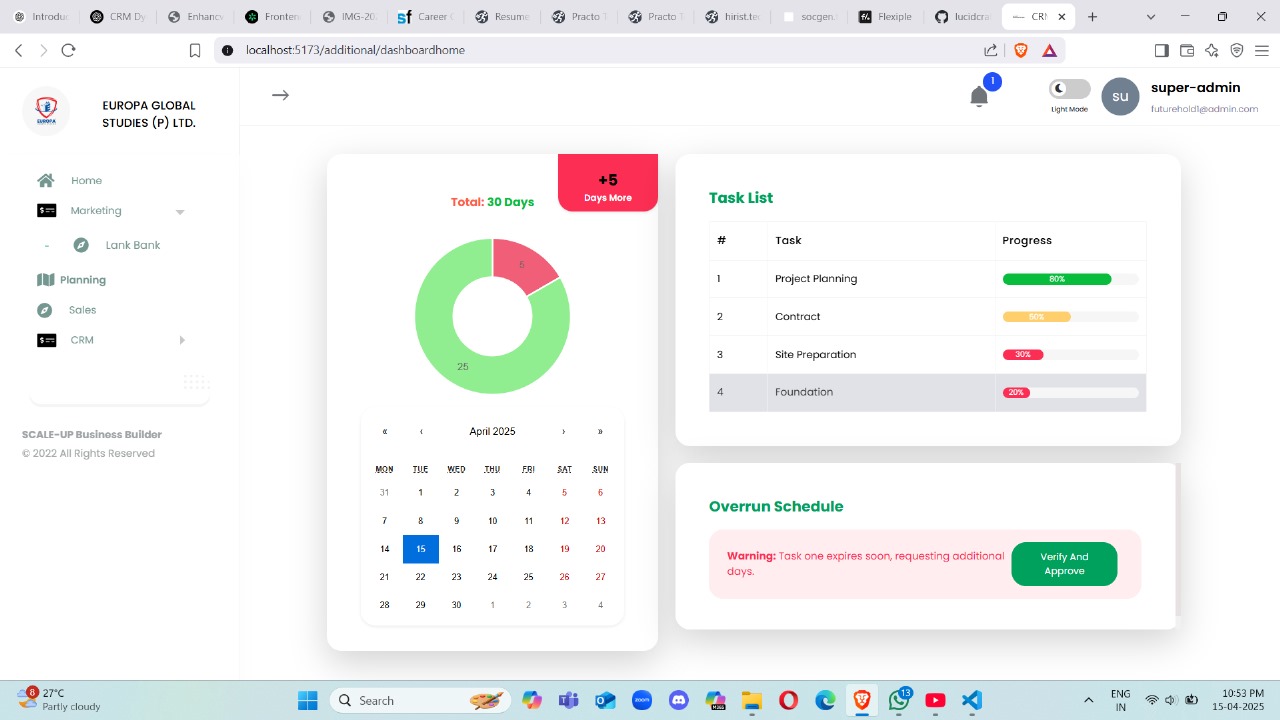 Introduc
CRM Dy
Enhanc
Fronten
IMG-20
Career C
Resume
Practo T
Practo T
hirist.te
socgen
Flexiple
lucidcra
localhost:5173/additional/dashboardhome
EUROPA GLOBAL
STUDIES (P) LTD.
EUROPA
1
Light Mode
su
super-admin
futurehold1@admin.com
Home
Marketing
- Lank Bank
Planning
Sales
CRM
SCALE-UP Business Builder
© 2022 All Rights Reserved
+5
Days More
Total: 30 Days
5
25
« ‹ April 2025 › »
MON TUE WED THU FRI SAT SUN
31 1 2 3 4 5 6
7 8 9 10 11 12 13
14 15 16 17 18 19 20
21 22 23 24 25 26 27
28 29 30 1 2 3 4
Task List
# Task Progress
1 Project Planning 80%
2 Contract 50%
3 Site Preparation 30%
4 Foundation 20%
Overrun Schedule
Warning: Task one expires soon, requesting additional
days.
Verify And
Approve
8
27°C
Partly cloudy
Search
zoom
M365
13
ENG
IN
10:53 PM
15-04-2025